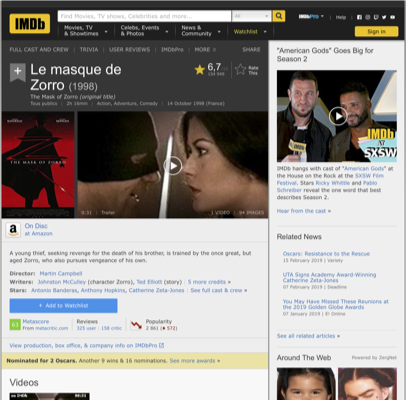 IMDb
Find Movies, TV shows, Celebrities and more...
All
IMDbPro
Help
Movies, TV
& Showtimes
Celebs, Events
& Photos
News &
Community
Watchlist
Sign in
FULL CAST AND CREW | TRIVIA | USER REVIEWS | IMDbPro | MORE
SHARE
Le masque de
Zorro (1998)
The Mask of Zorro (original title)
Tous publics | 2h 16min | Action, Adventure, Comedy | 14 October 1998 (France)
6,7
Rate
This
THE MASK OF ZORRO
0:31 | Trailer
1 VIDEO | 94 IMAGES
On Disc
at Amazon
A young thief, seeking revenge for the death of his brother, is trained by the once great, but
aged Zorro, who also pursues vengeance of his own.
Director: Martin Campbell
Writers: Johnston McCulley (character Zorro), Ted Elliott (story) | 5 more credits »
Stars: Antonio Banderas, Anthony Hopkins, Catherine Zeta-Jones | See full cast & crew »
+ Add to Watchlist
Metascore
From metacritic.com
Reviews
325 user | 158 critic
Popularity
2 861
View production, box office, & company info on IMDbPro
Nominated for 2 Oscars. Another 9 wins & 16 nominations. See more awards »
Videos
"American Gods" Goes Big for
Season 2
IMDb
AT
SXSW
IMDb hangs with cast of "American Gods" at
the House on the Rock at the SXSW Film
Festival. Stars Ricky Whittle and Pablo
Schreiber reveal the one word that best
describes Season 2.
Hear from the cast »
Related News
Oscars: Resistance to the Rescue
15 February 2019 | Variety
UTA Signs Academy Award-Winning
Catherine Zeta-Jones
07 February 2019 | Deadline
You May Have Missed These Reunions at
the 2019 Golden Globe Awards
07 January 2019 | E! Online
See all related articles »
Around The Web
Powered by ZergNet